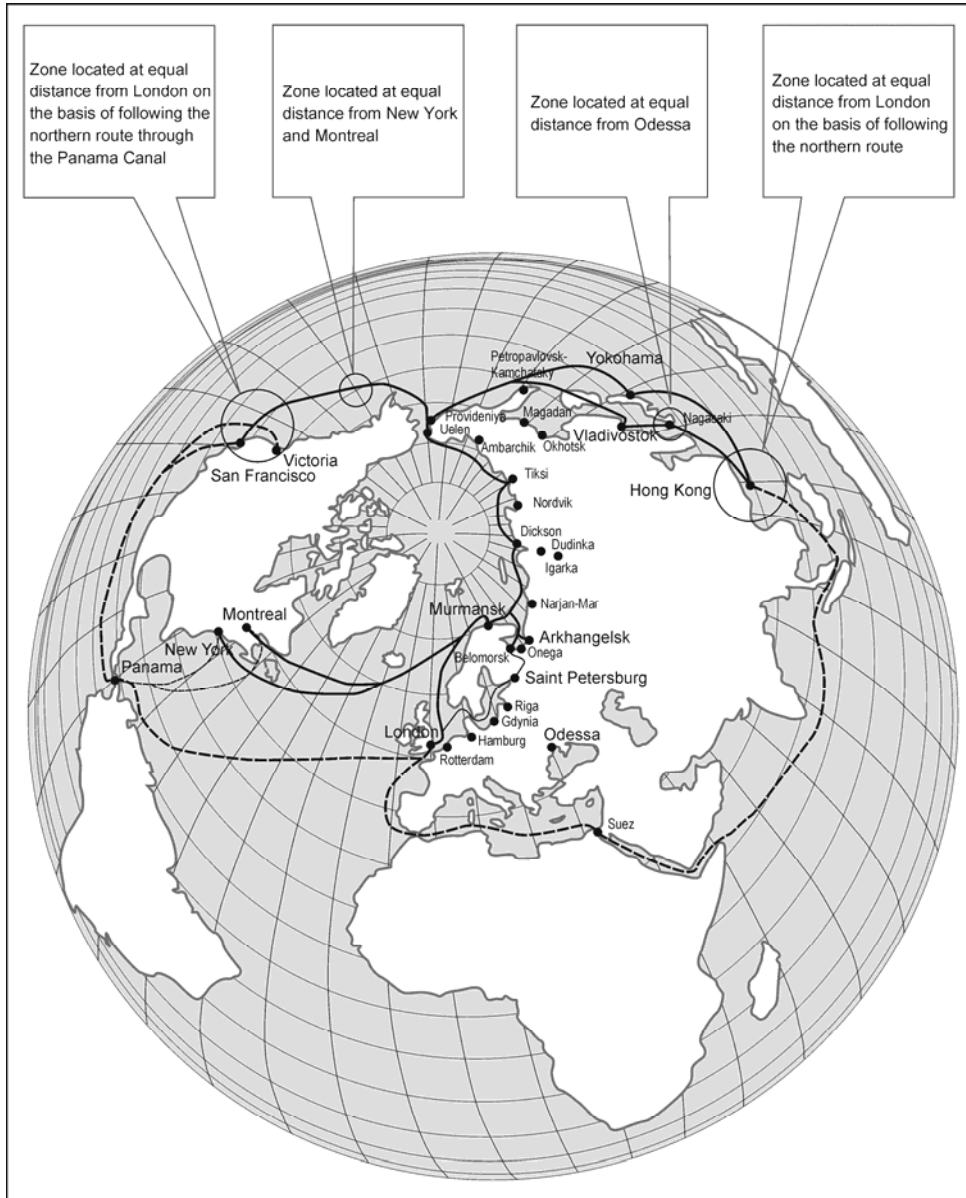 Zone located at equal
distance from London on
the basis of following the
northern route through
the Panama Canal
Zone located at equal
distance from New York
and Montreal
Zone located at equal
distance from Odessa
Zone located at equal
distance from London
on the basis of following
the northern route
Petropavlovsk-
Kamchatsky
Yokohama
Provideniya
Uelen
Magadan
Nagasaki
Vladivostok
Ambarchik
Okhotsk
Victoria
San Francisco
Tiksi
Hong Kong
Nordvik
Dickson
Dudinka
Igarka
Narjan-Mar
Montreal
Murmansk
New York
Arkhangelsk
Belomorsk
Onega
Panama
Saint Petersburg
Riga
Gdynia
London
Hamburg
Odessa
Rotterdam
Suez